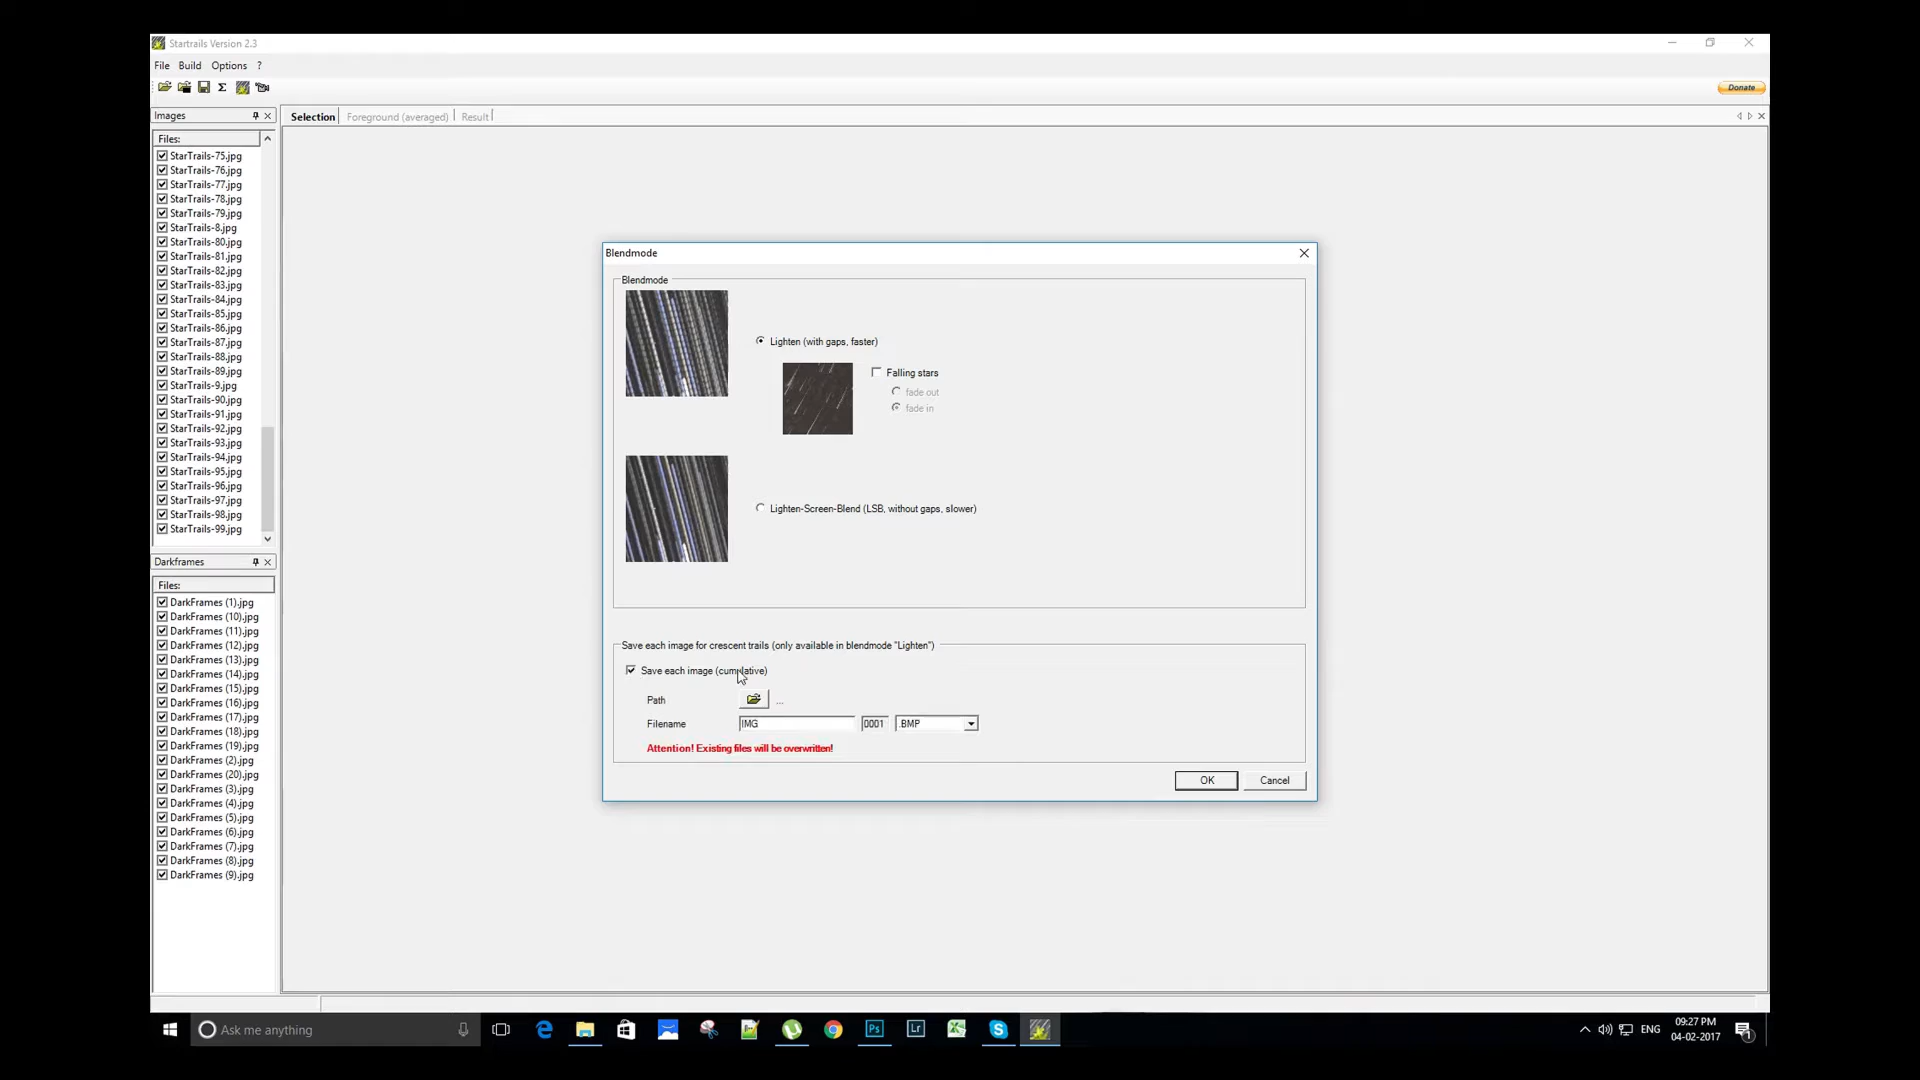 Startrails Version 2.3
File Build Options ?
Donate
Images
Selection Foreground (averaged) Result
Files:
StarTrails-75.jpg
StarTrails-76.jpg
StarTrails-77.jpg
StarTrails-78.jpg
StarTrails-79.jpg
StarTrails-8.jpg
StarTrails-80.jpg
StarTrails-81.jpg
StarTrails-82.jpg
StarTrails-83.jpg
StarTrails-84.jpg
StarTrails-85.jpg
StarTrails-86.jpg
StarTrails-87.jpg
StarTrails-88.jpg
StarTrails-89.jpg
StarTrails-9.jpg
StarTrails-90.jpg
StarTrails-91.jpg
StarTrails-92.jpg
StarTrails-93.jpg
StarTrails-94.jpg
StarTrails-95.jpg
StarTrails-96.jpg
StarTrails-97.jpg
StarTrails-98.jpg
StarTrails-99.jpg
Darkframes
Files:
DarkFrames (1).jpg
DarkFrames (10).jpg
DarkFrames (11).jpg
DarkFrames (12).jpg
DarkFrames (13).jpg
DarkFrames (14).jpg
DarkFrames (15).jpg
DarkFrames (16).jpg
DarkFrames (17).jpg
DarkFrames (18).jpg
DarkFrames (19).jpg
DarkFrames (2).jpg
DarkFrames (20).jpg
DarkFrames (3).jpg
DarkFrames (4).jpg
DarkFrames (5).jpg
DarkFrames (6).jpg
DarkFrames (7).jpg
DarkFrames (8).jpg
DarkFrames (9).jpg
Blendmode
Blendmode
Lighten (with gaps, faster)
Falling stars
fade out
fade in
Lighten-Screen-Blend (LSB, without gaps, slower)
Save each image for crescent trails (only available in blendmode "Lighten")
Save each image (cumulative)
Path ...
Filename IMG 0001 .BMP
Attention! Existing files will be overwritten!
OK Cancel
Ask me anything
Ps
Lr
ENG
09:27 PM
04-02-2017
1